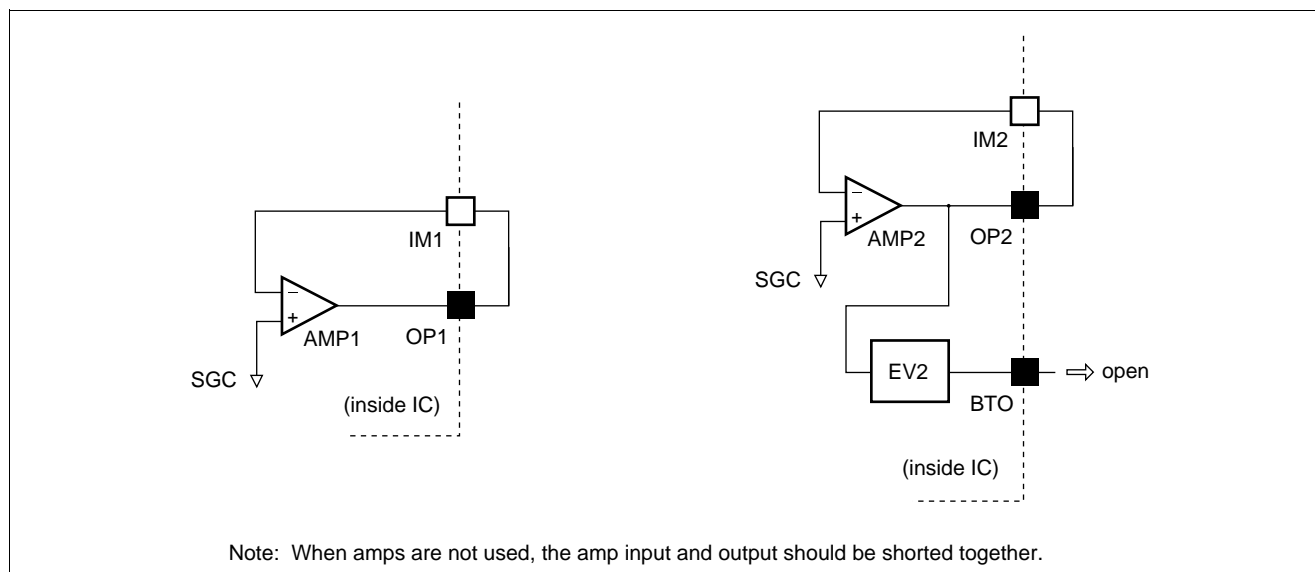 IM1
−
+
AMP1
OP1
SGC
(inside IC)
IM2
−
+
AMP2
OP2
SGC
EV2
open
BTO
(inside IC)
Note: When amps are not used, the amp input and output should be shorted together.